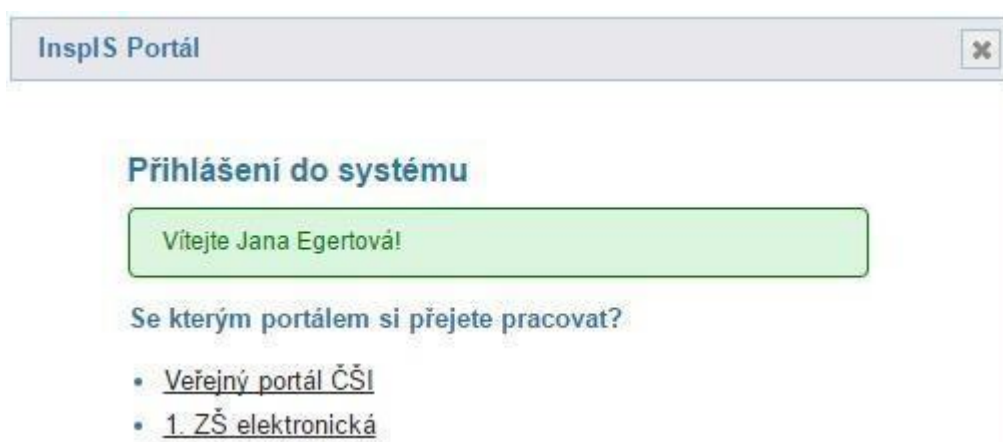 InspIS Portál
Přihlášení do systému
Vítejte Jana Egertová!
Se kterým portálem si přejete pracovat?
• Veřejný portál ČŠI
• 1. ZŠ elektronická